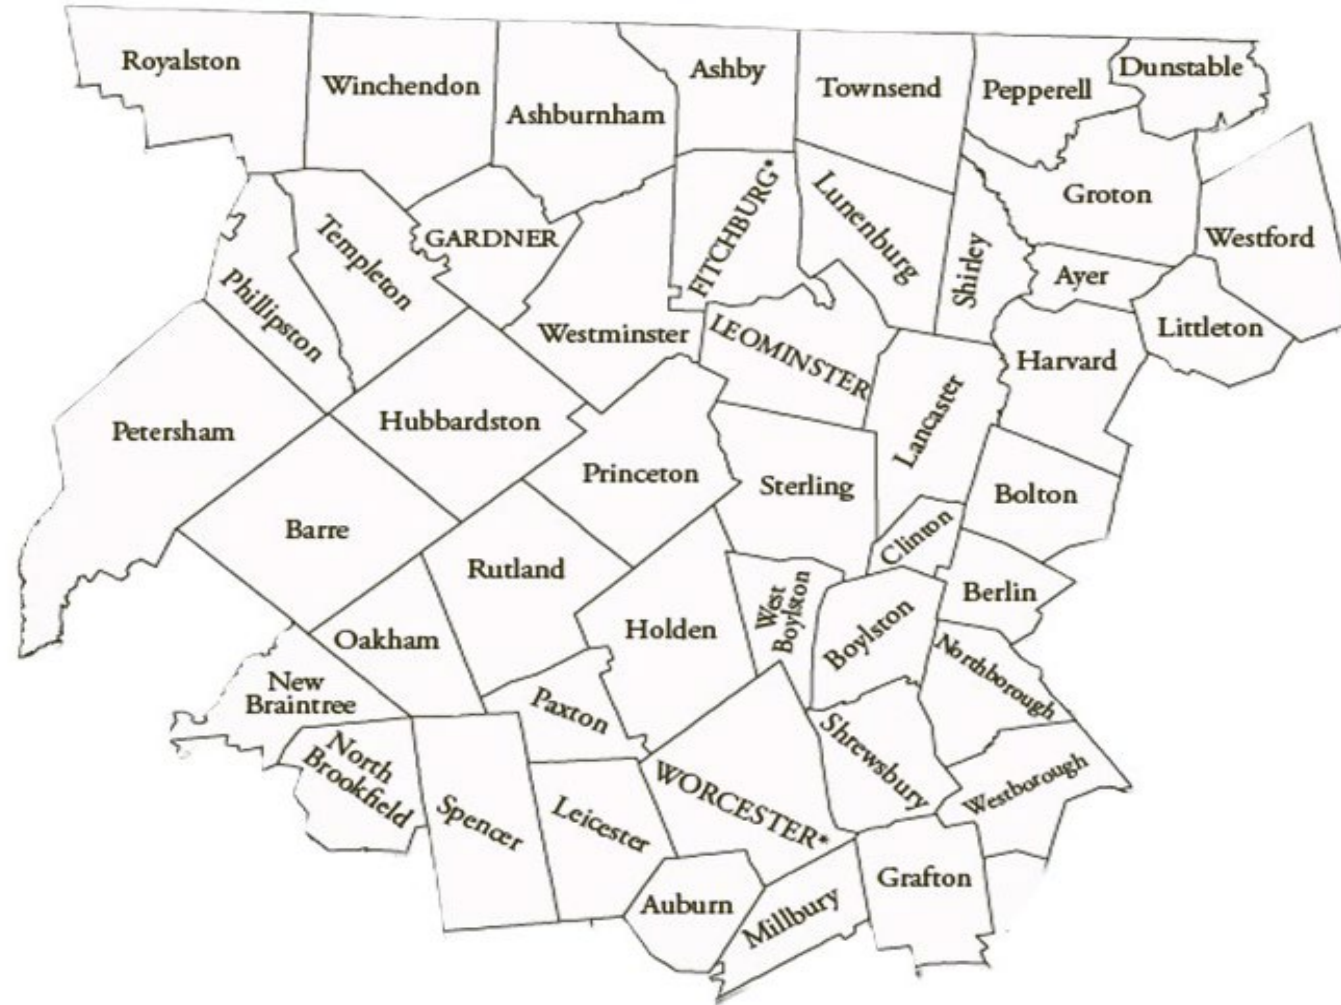 Royalston
Winchendon
Ashburnham
Ashby
Townsend
Pepperell
Dunstable
Groton
Westford
Phillipston
Templeton
GARDNER
Westminster
FITCHBURG*
Lunenburg
Shirley
Ayer
Littleton
Harvard
LEOMINSTER
Lancaster
Petersham
Hubbardston
Princeton
Sterling
Bolton
Barre
Rutland
Clinton
Berlin
Oakham
Holden
West
Boylston
Boylston
Northborough
New
Braintree
Paxton
Shrewsbury
Westborough
North
Brookfield
Spencer
Leicester
WORCESTER*
Grafton
Auburn
Millbury